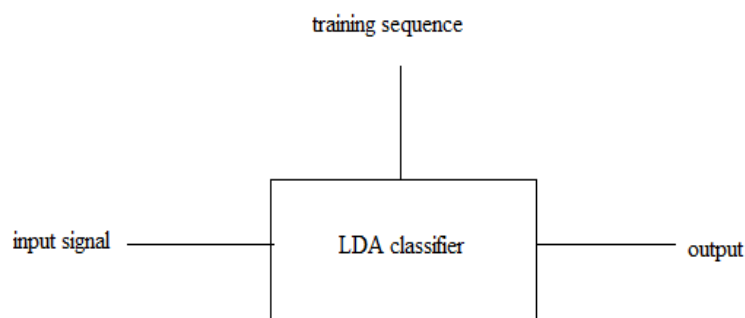 training sequence
input signal
LDA classifier
output